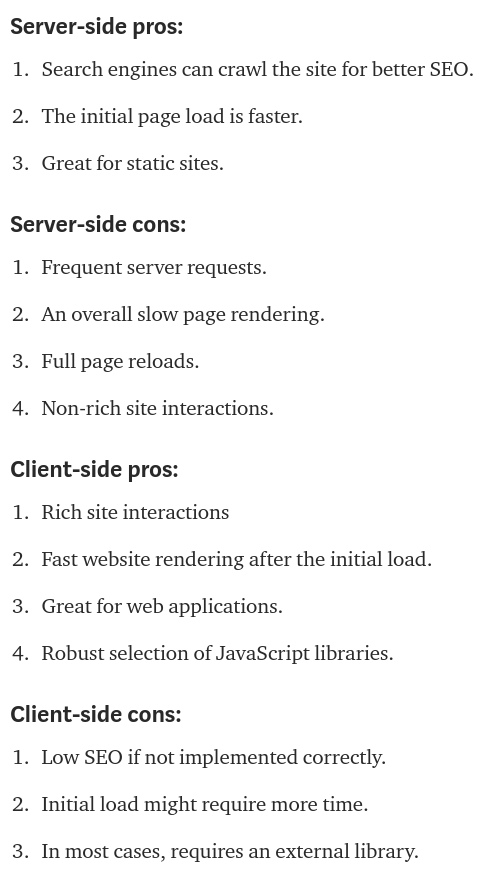 Server-side pros:
1. Search engines can crawl the site for better SEO.
2. The initial page load is faster.
3. Great for static sites.
Server-side cons:
1. Frequent server requests.
2. An overall slow page rendering.
3. Full page reloads.
4. Non-rich site interactions.
Client-side pros:
1. Rich site interactions
2. Fast website rendering after the initial load.
3. Great for web applications.
4. Robust selection of JavaScript libraries.
Client-side cons:
1. Low SEO if not implemented correctly.
2. Initial load might require more time.
3. In most cases, requires an external library.